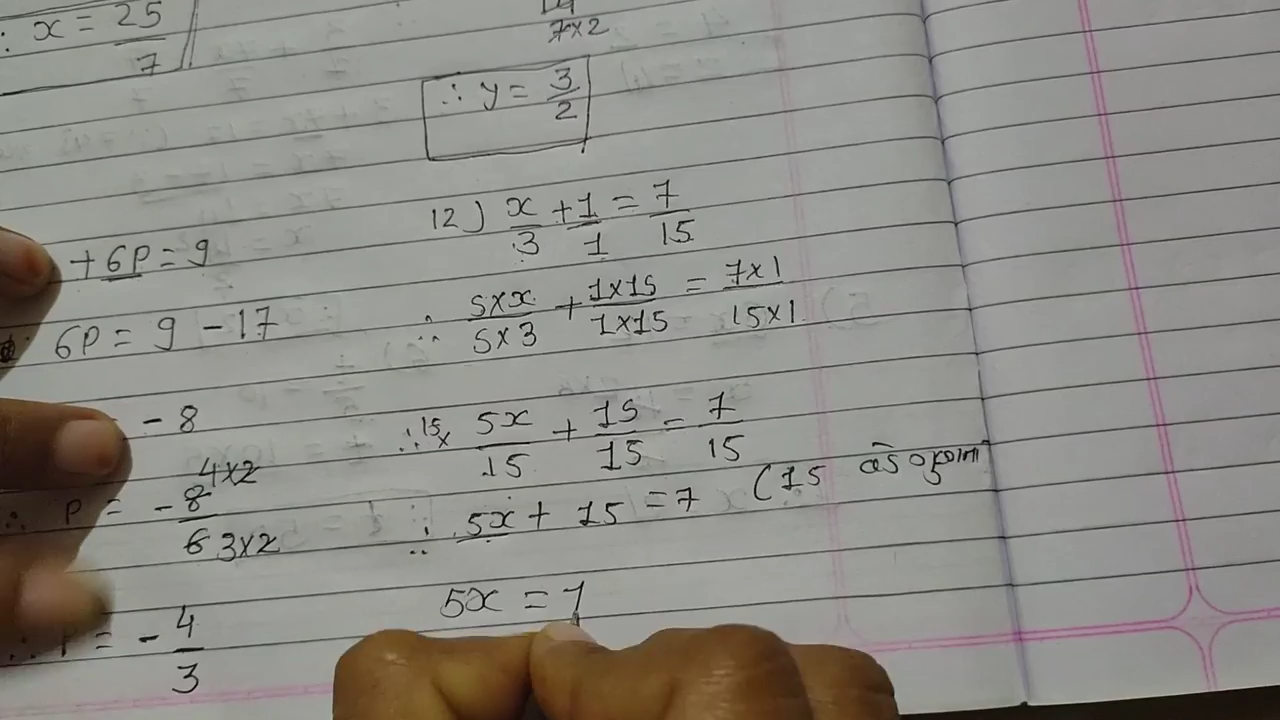 ∴ x = 25/7
7×2
∴ y = 3/2
+ 6P = 9
6P = 9 - 17
- 8
4×2
∴ P = - 8/6
3×2
∴ P = - 4/3
12) x/3 + 1/1 = 7/15
∴ 5×x/5×3 + 1×15/1×15 = 7×1/15×1
∴ 15× 5x/15 + 15/15 = 7/15
∴ 5x + 15 = 7 (15
5x = 7